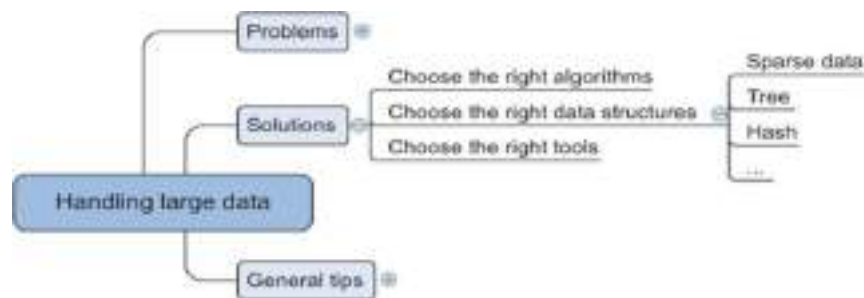 Problems
Solutions
Choose the right algorithms
Choose the right data structures
Choose the right tools
Sparse data
Tree
Hash
...
Handling large data
General tips